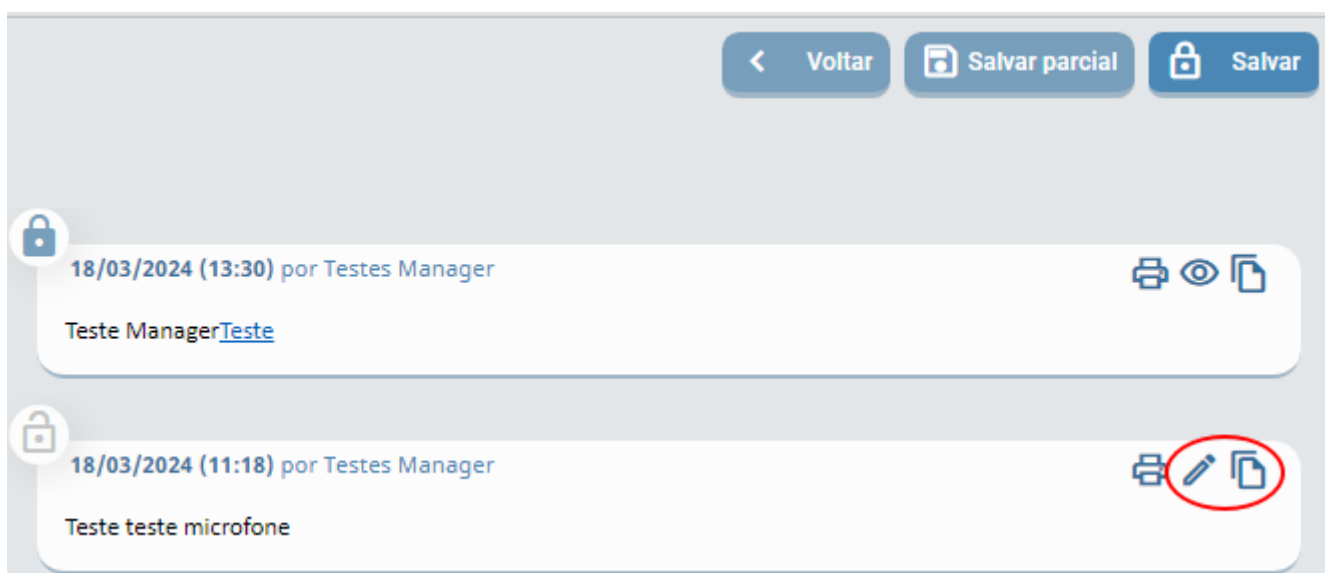 Voltar Salvar parcial Salvar
18/03/2024 (13:30) por Testes Manager
Teste ManagerTeste
18/03/2024 (11:18) por Testes Manager
Teste teste microfone